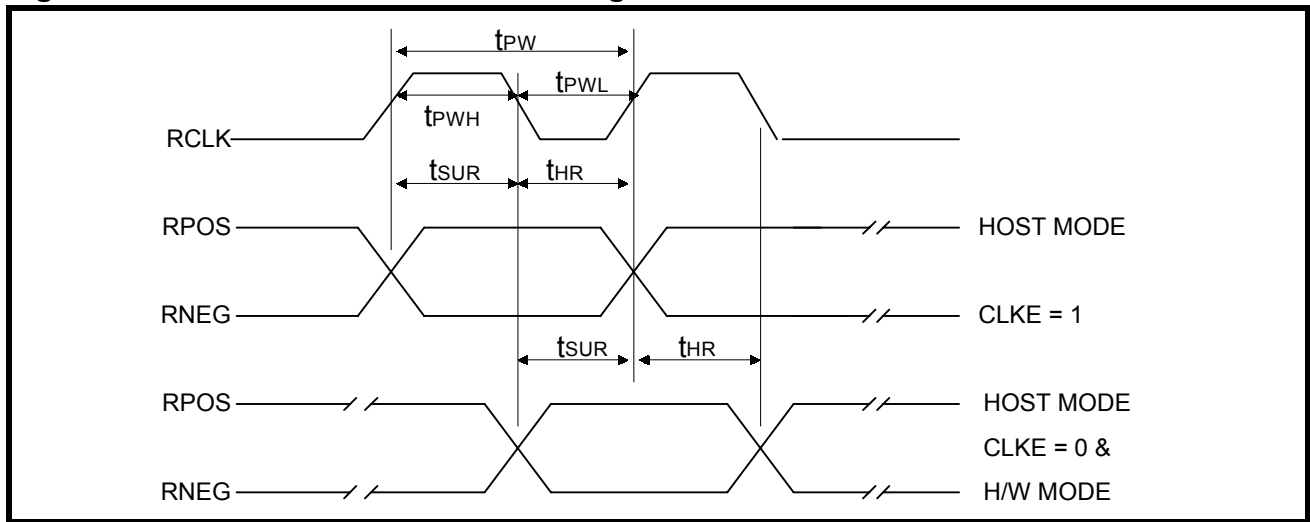 tPW
tPWL
tPWH
RCLK
tSUR
tHR
RPOS
HOST MODE
RNEG
CLKE = 1
tSUR
tHR
RPOS
HOST MODE
CLKE = 0 &
RNEG
H/W MODE